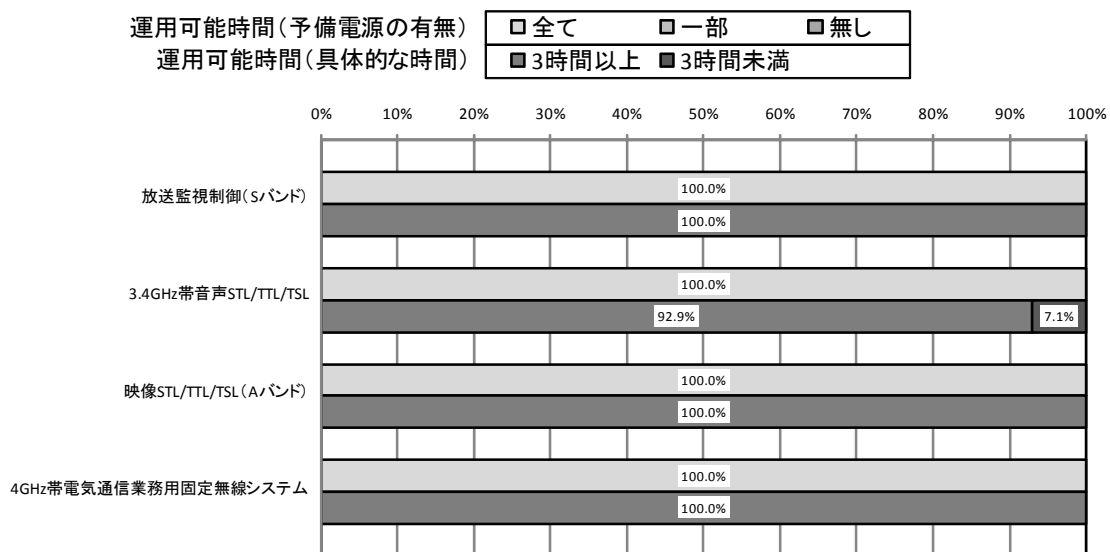 運用可能時間(予備電源の有無) 全て 一部 無し
運用可能時間(具体的な時間) 3時間以上 3時間未満
0% 10% 20% 30% 40% 50% 60% 70% 80% 90% 100%
放送監視制御(Sバンド)
100.0%
100.0%
3.4GHz帯音声STL/TTL/TSL
100.0%
92.9% 7.1%
映像STL/TTL/TSL(Aバンド)
100.0%
100.0%
4GHz帯電気通信業務用固定無線システム
100.0%
100.0%